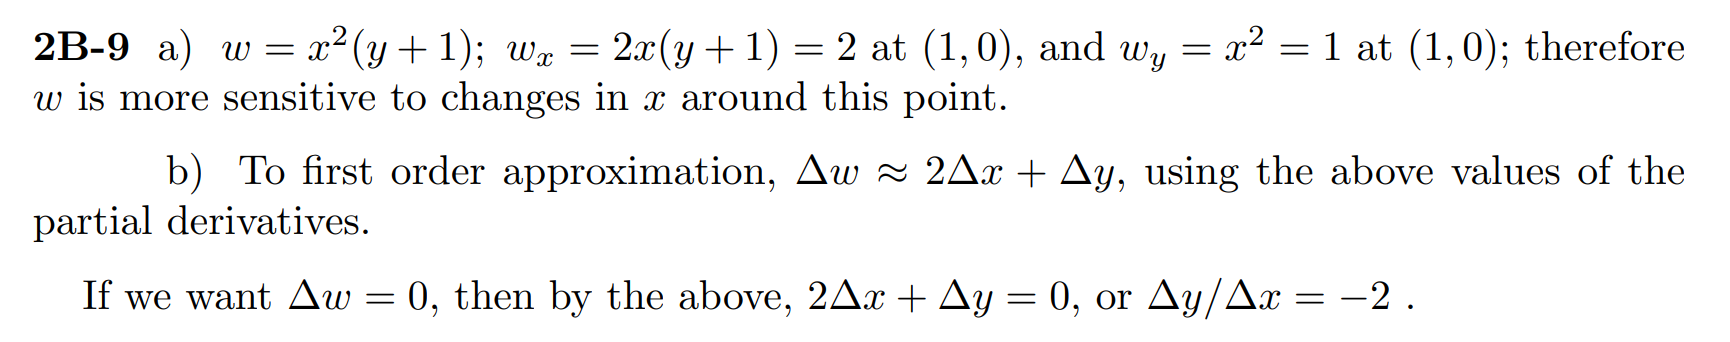 2B-9 a) w = x²(y + 1); wₓ = 2x(y + 1) = 2 at (1, 0), and w_y = x² = 1 at (1, 0); therefore
w is more sensitive to changes in x around this point.
b) To first order approximation, Δw ≈ 2Δx + Δy, using the above values of the
partial derivatives.
If we want Δw = 0, then by the above, 2Δx + Δy = 0, or Δy/Δx = −2 .